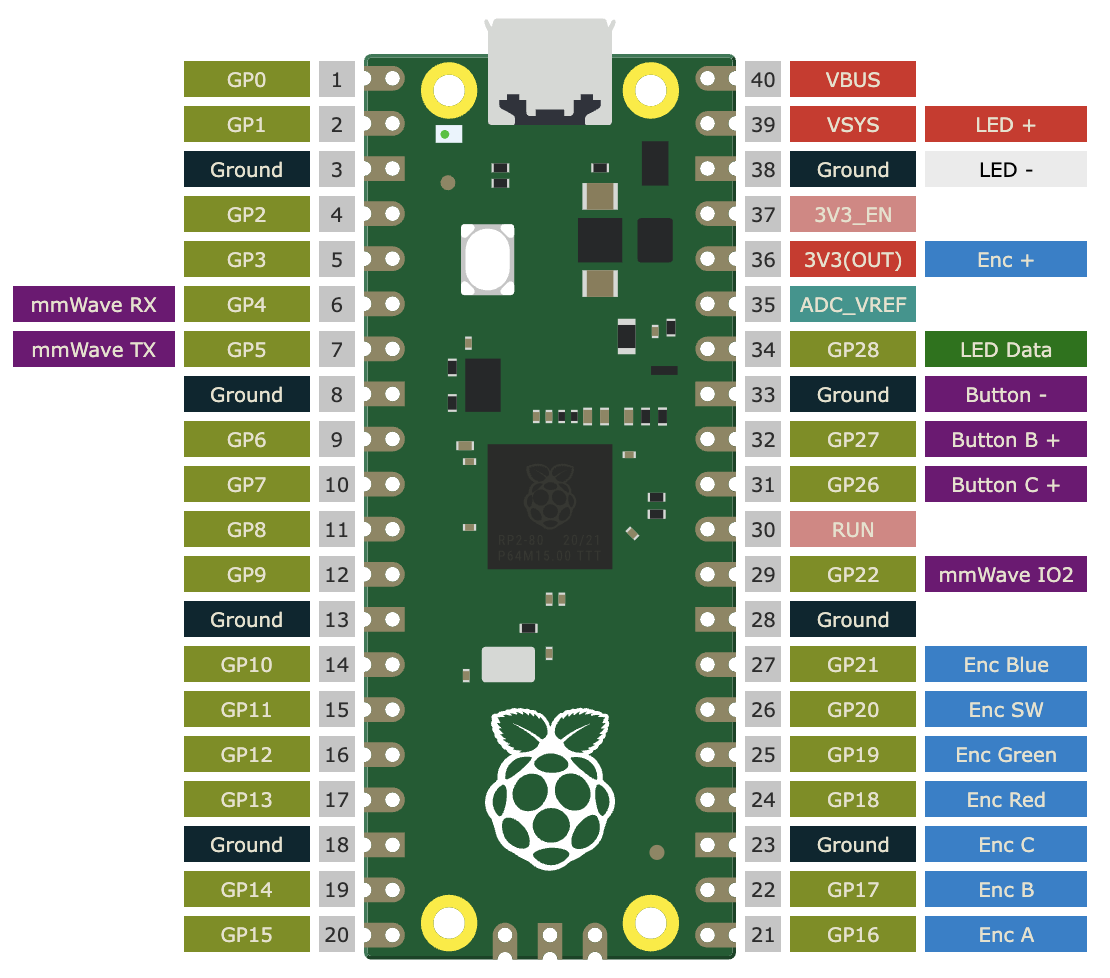 GP0 1 40 VBUS
GP1 2 39 VSYS LED +
Ground 3 38 Ground LED -
GP2 4 37 3V3_EN
GP3 5 36 3V3(OUT) Enc +
mmWave RX GP4 6 35 ADC_VREF
mmWave TX GP5 7 34 GP28 LED Data
Ground 8 33 Ground Button -
GP6 9 32 GP27 Button B +
GP7 10 31 GP26 Button C +
GP8 11 30 RUN
RP2-B0 20/21
P64M15.00 TTT
GP9 12 29 GP22 mmWave IO2
Ground 13 28 Ground
GP10 14 27 GP21 Enc Blue
GP11 15 26 GP20 Enc SW
GP12 16 25 GP19 Enc Green
GP13 17 24 GP18 Enc Red
Ground 18 23 Ground Enc C
GP14 19 22 GP17 Enc B
GP15 20 21 GP16 Enc A